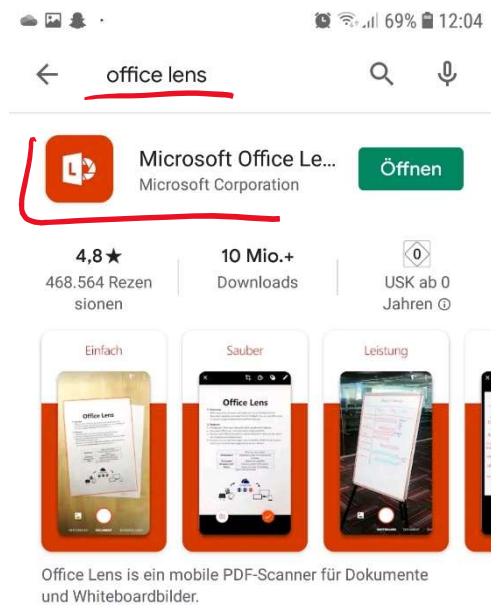 69% 12:04
office lens
L
Microsoft Office Le...
Microsoft Corporation
Öffnen
4,8★
468.564 Rezen
sionen
10 Mio.+
Downloads
0
USK ab 0
Jahren
Einfach
Sauber
Leistung
Office Lens
Office Lens
DOKUMENT
Office Lens is ein mobile PDF-Scanner für Dokumente
und Whiteboardbilder.